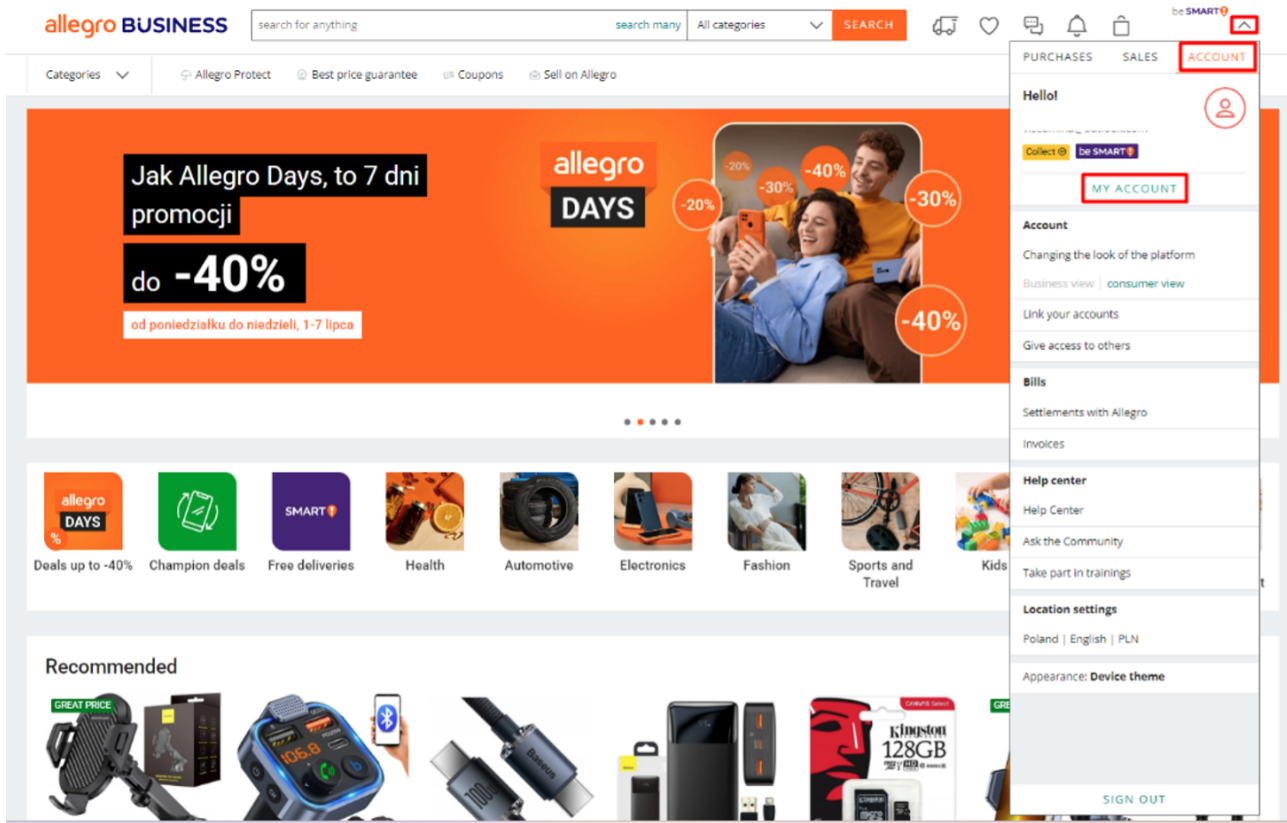 be SMART!
allegro BUSINESS
search for anything
search many
All categories
SEARCH
PURCHASES
SALES
ACCOUNT
Categories
Allegro Protect
Best price guarantee
Coupons
Sell on Allegro
Hello!
Collect
be SMART!
MY ACCOUNT
Account
Changing the look of the platform
Business view | consumer view
Link your accounts
Give access to others
Bills
Settlements with Allegro
Invoices
Help center
Help Center
Ask the Community
Take part in trainings
Location settings
Poland | English | PLN
Appearance: Device theme
SIGN OUT
Jak Allegro Days, to 7 dni
promocji
do -40%
od poniedziałku do niedzieli, 1-7 lipca
allegro
DAYS
-20%
-20%
-30%
-40%
-30%
-40%
allegro
DAYS
%
SMART!
Deals up to -40%
Champion deals
Free deliveries
Health
Automotive
Electronics
Fashion
Sports and
Travel
Kids
t
Recommended
GREAT PRICE
106.8
100
Baseus
CANVAS Select
Kingston
128GB
GRE